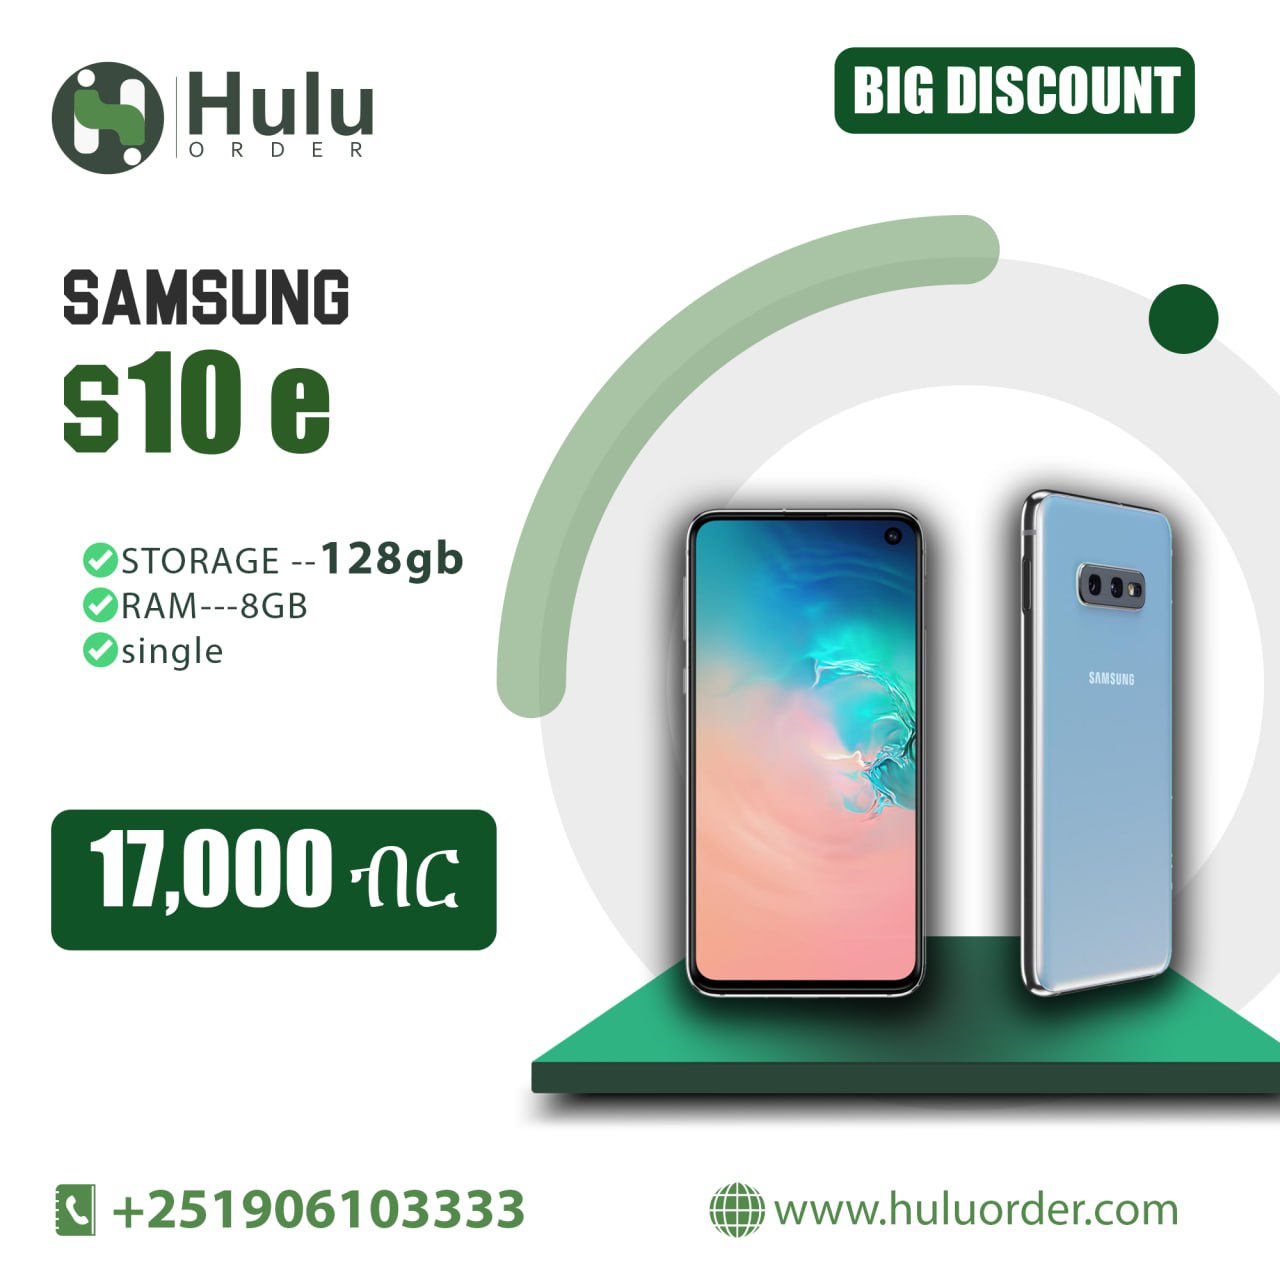 Hulu
ORDER
BIG DISCOUNT
SAMSUNG
S10 e
STORAGE --128gb
RAM---8GB
single
17,000 ብር
SAMSUNG
+251906103333
www.huluorder.com